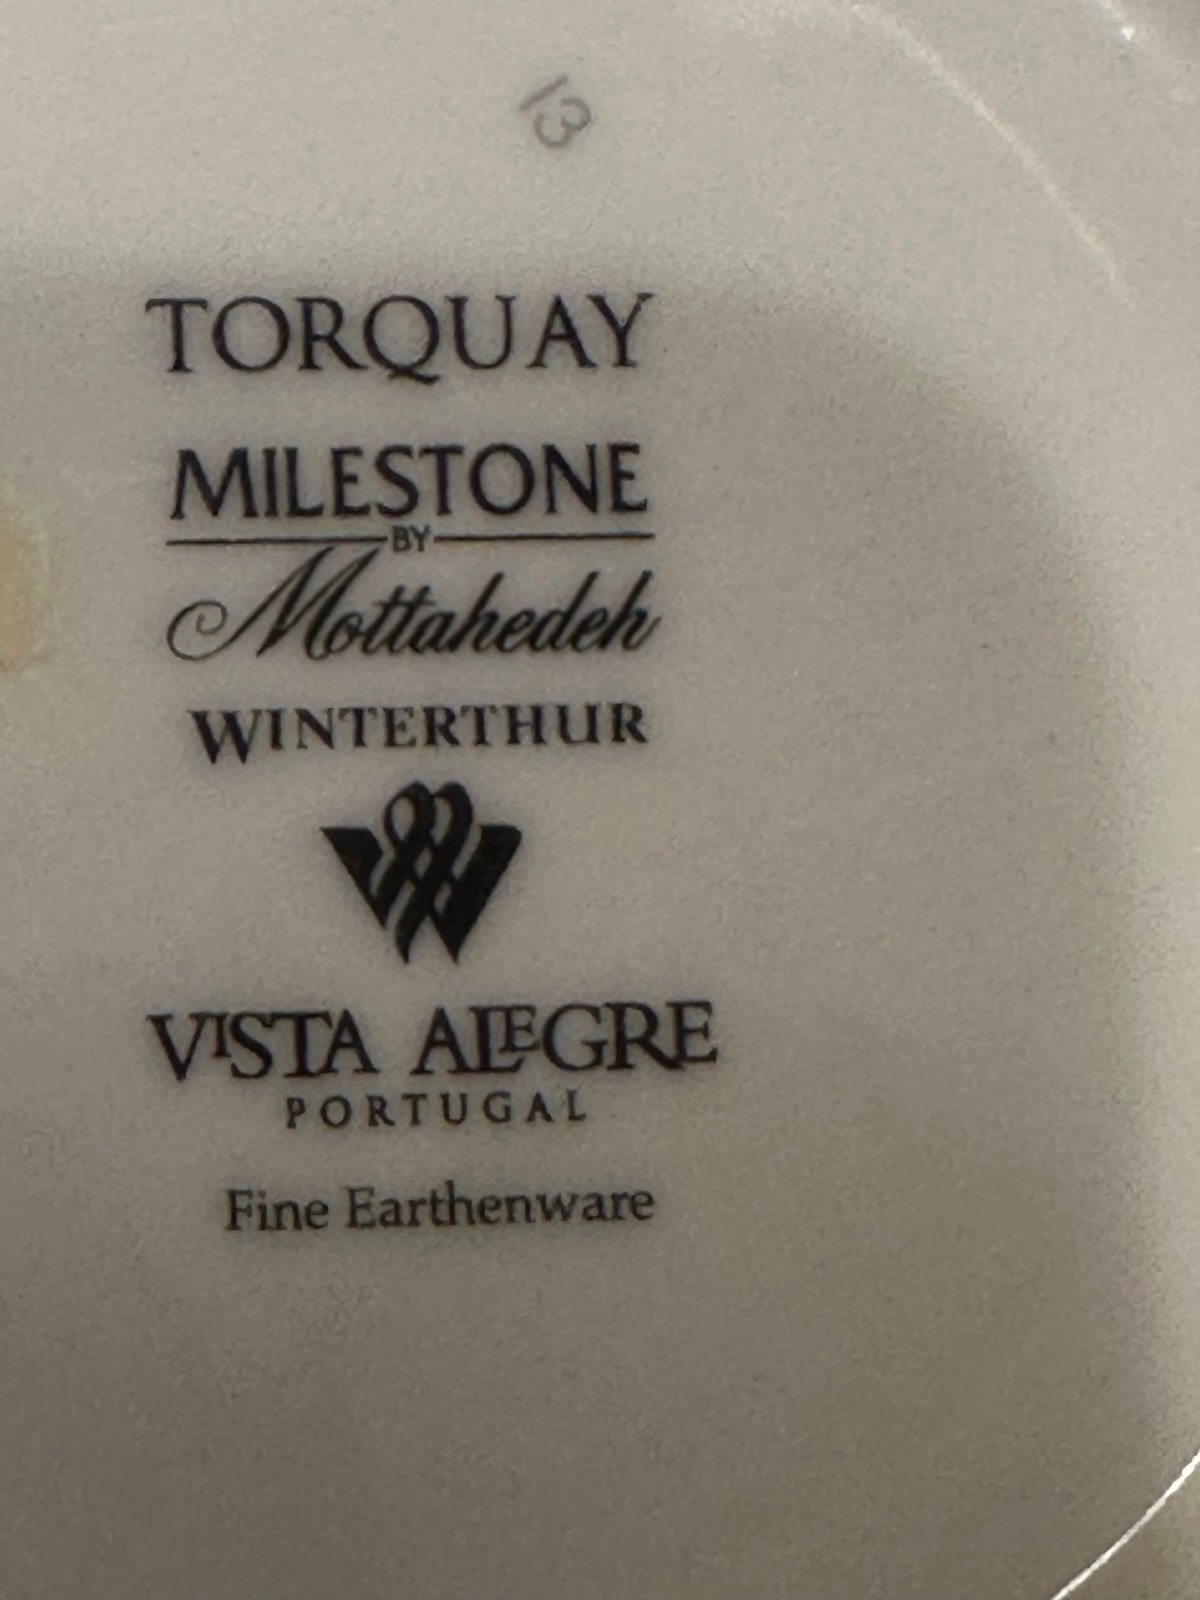 13
TORQUAY
MILESTONE
BY
Mottahedeh
WINTERTHUR
VISTA ALEGRE
PORTUGAL
Fine Earthenware